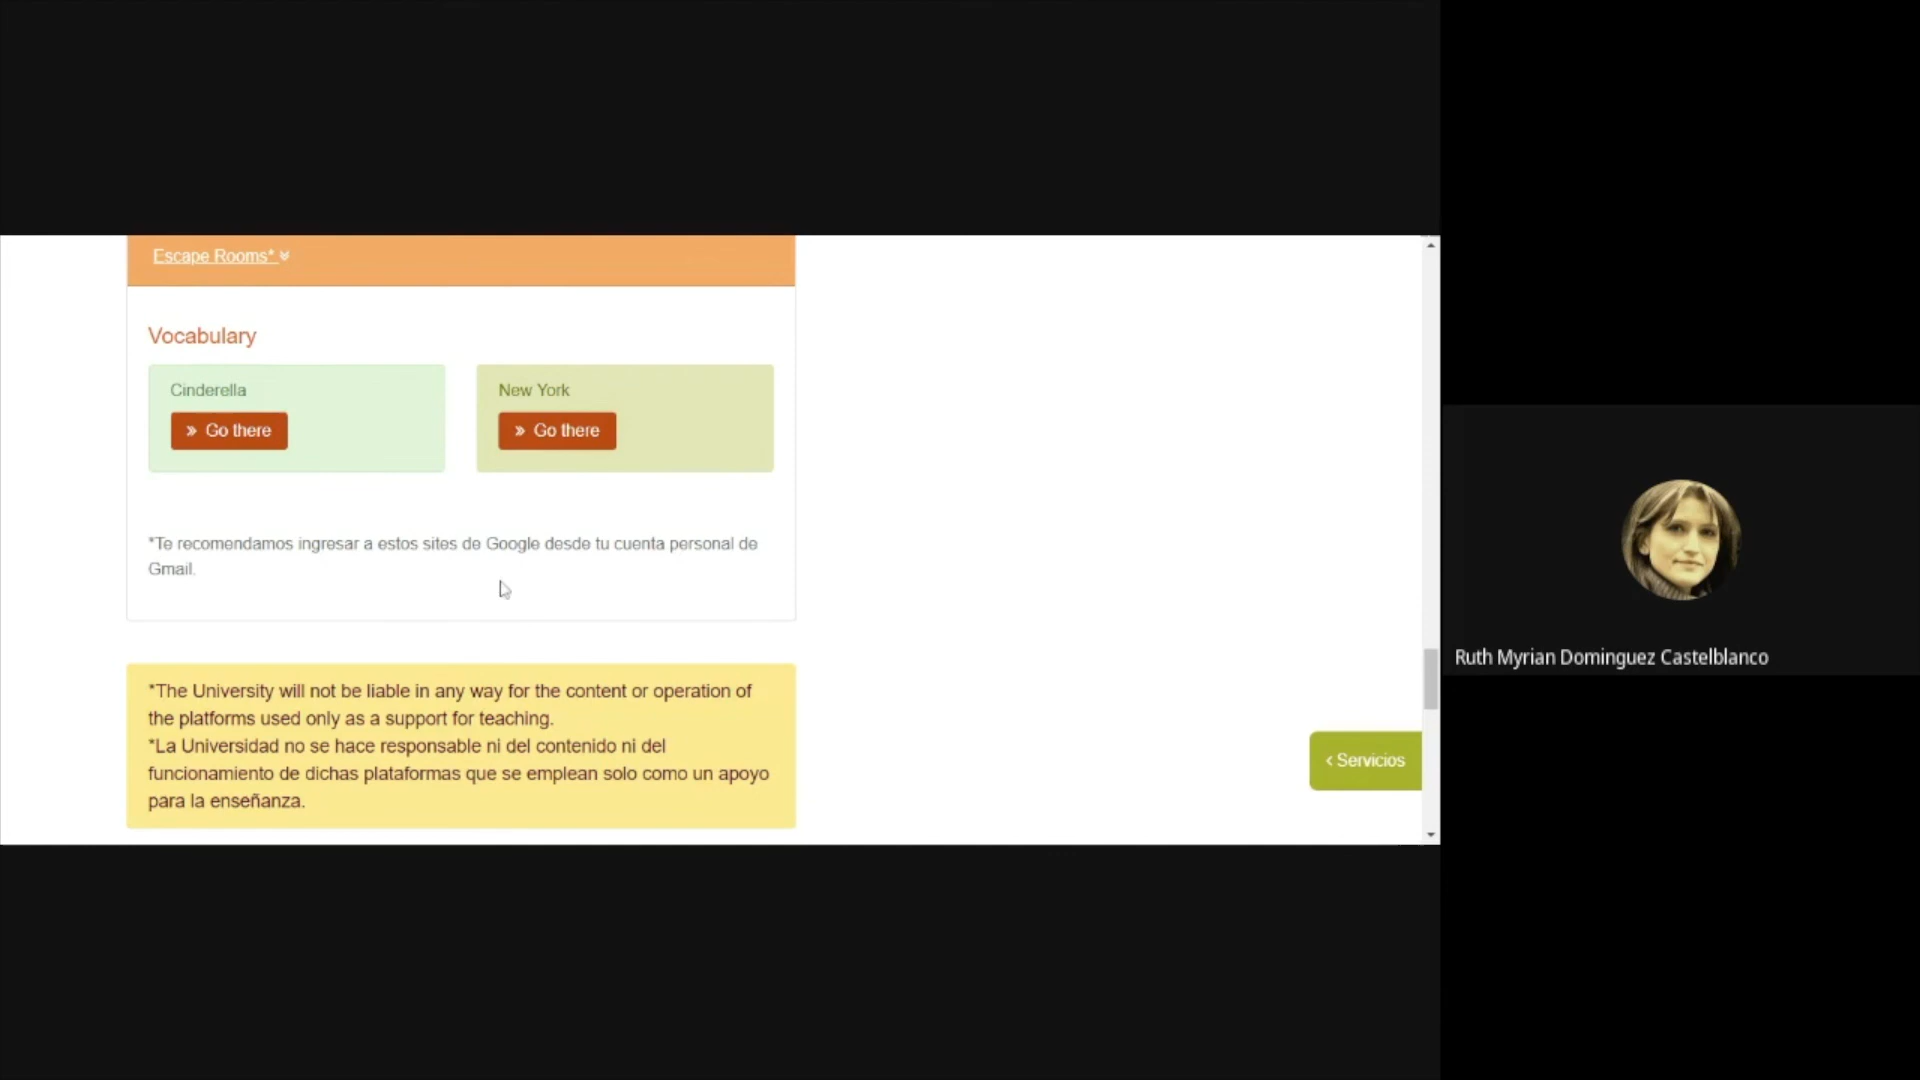 Escape Rooms*
Vocabulary
Cinderella
» Go there
New York
» Go there
*Te recomendamos ingresar a estos sites de Google desde tu cuenta personal de
Gmail.
*The University will not be liable in any way for the content or operation of
the platforms used only as a support for teaching.
*La Universidad no se hace responsable ni del contenido ni del
funcionamiento de dichas plataformas que se emplean solo como un apoyo
para la enseñanza.
‹ Servicios
Ruth Myrian Dominguez Castelblanco